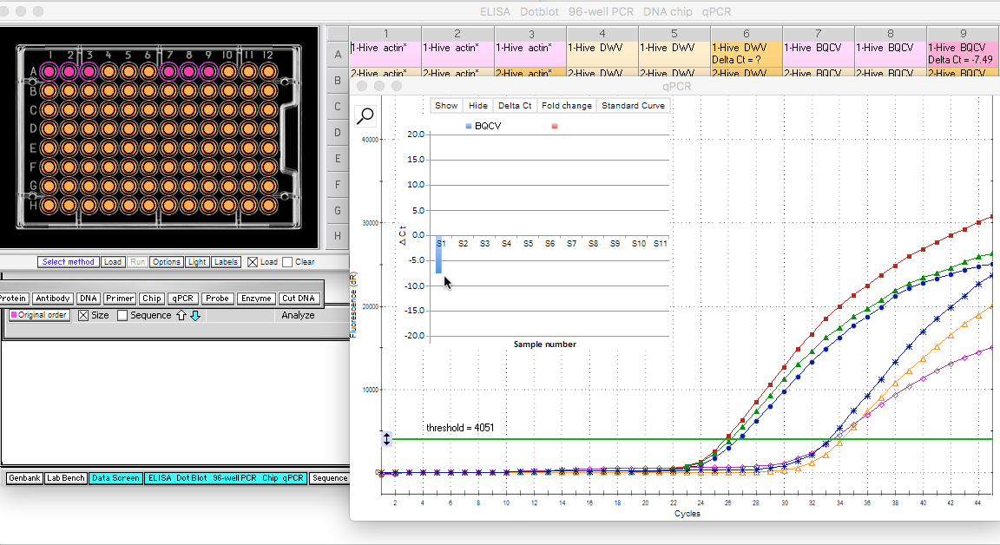 ELISA Dotblot 96-well PCR DNA chip qPCR
1 2 3 4 5 6 7 8 9
A 1-Hive actin* 1-Hive actin* 1-Hive actin* 1-Hive DWV 1-Hive DWV 1-Hive DWV 1-Hive BQCV 1-Hive BQCV 1-Hive BQCV
Delta Ct = ? Delta Ct = -7.49
B 2-Hive actin* 2-Hive actin* 2-Hive actin* 2-Hive DWV 2-Hive DWV 2-Hive DWV 2-Hive BQCV 2-Hive BQCV 2-Hive BQCV
C
D
E
F
G
H
1 2 3 4 5 6 7 8 9 10 11 12
A
B
C
D
E
F
G
H
Select method Load Run Options Light Labels Load Clear
Protein Antibody DNA Primer Chip qPCR Probe Enzyme Cut DNA
Original order Size Sequence Analyze
Genbank Lab Bench Data Screen ELISA Dot Blot 96-well PCR Chip qPCR Sequence
qPCR
Show Hide Delta Ct Fold change Standard Curve
BQCV
20.0
15.0
10.0
5.0
0.0
-5.0
-10.0
-15.0
-20.0
Δ Ct
S1 S2 S3 S4 S5 S6 S7 S8 S9 S10 S11
Sample number
40000
30000
20000
10000
0
Fluorescence (dR)
threshold = 4051
2 4 6 8 10 12 14 16 18 20 22 24 26 28 30 32 34 36 38 40 42 44
Cycles